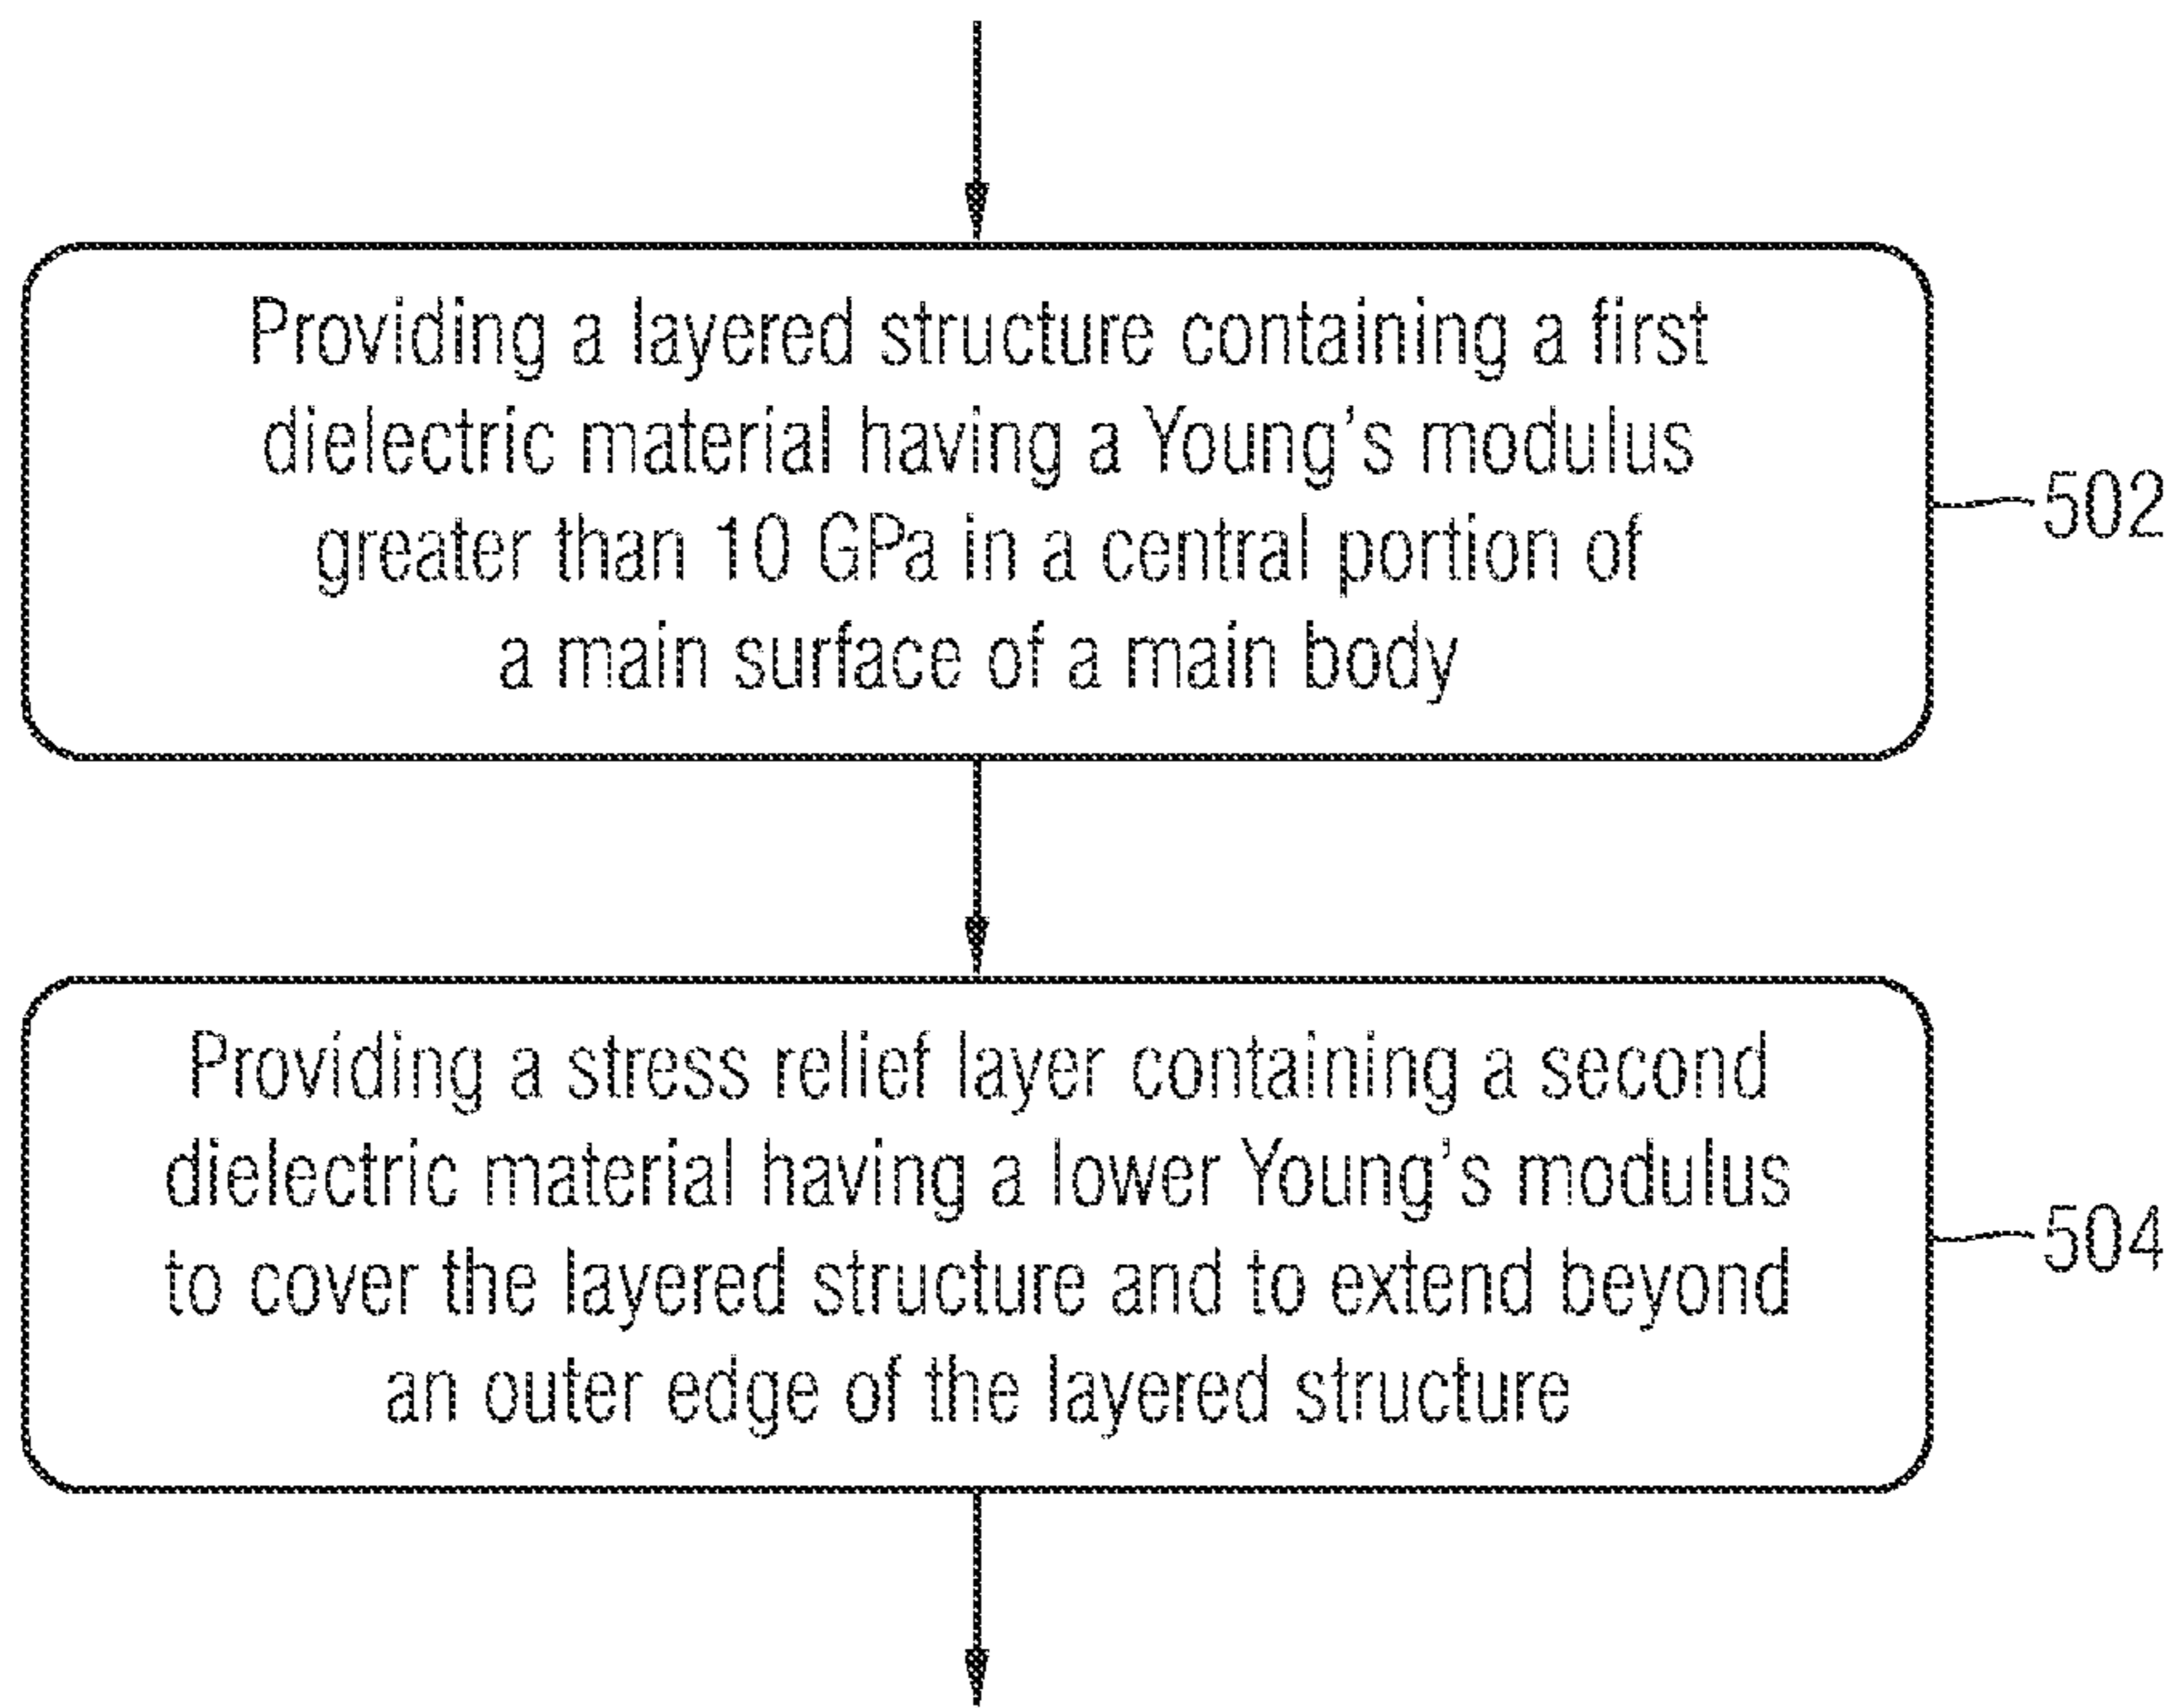 Providing a layered structure containing a first
dielectric material having a Young's modulus
greater than 10 GPa in a central portion of
a main surface of a main body
502
Providing a stress relief layer containing a second
dielectric material having a lower Young's modulus
to cover the layered structure and to extend beyond
an outer edge of the layered structure
504